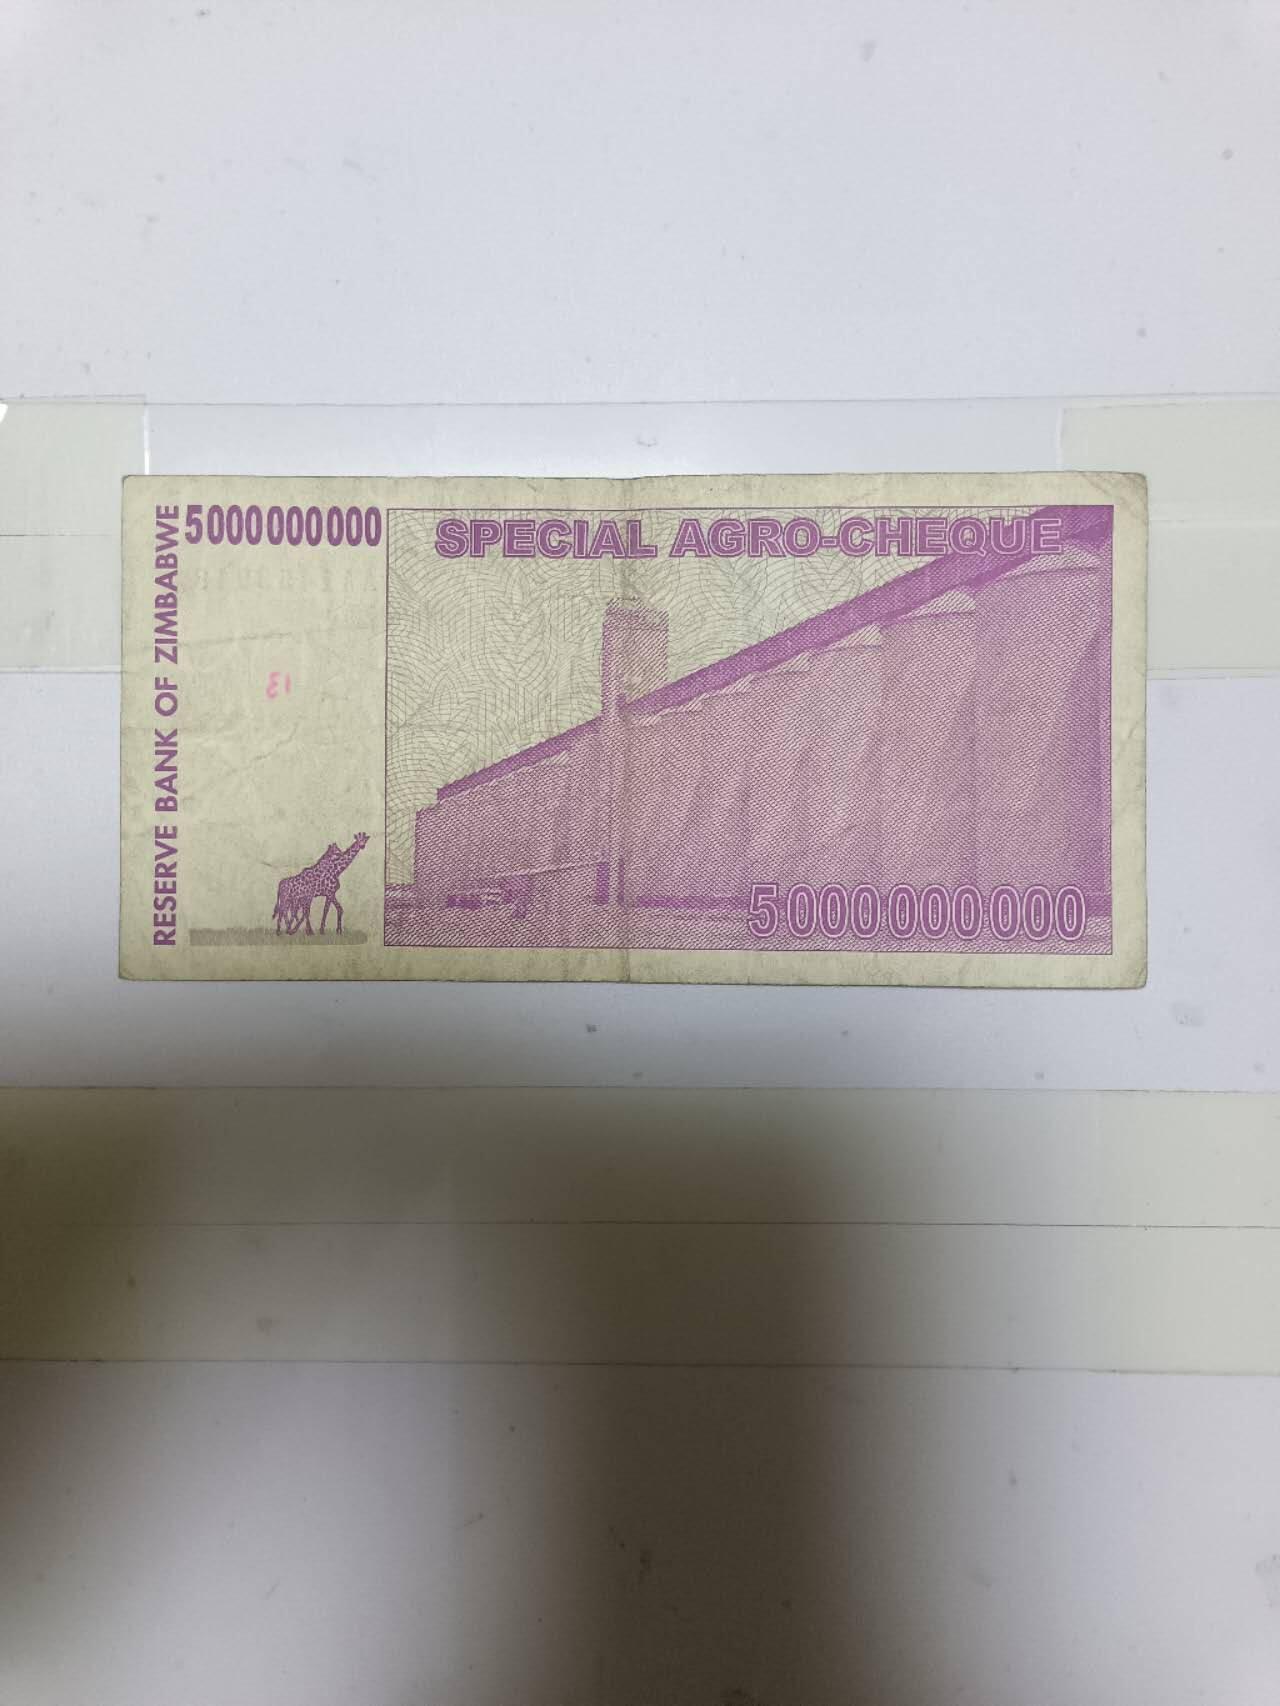 RESERVE BANK OF ZIMBABWE
5000000000
SPECIAL AGRO-CHEQUE
13
5000000000